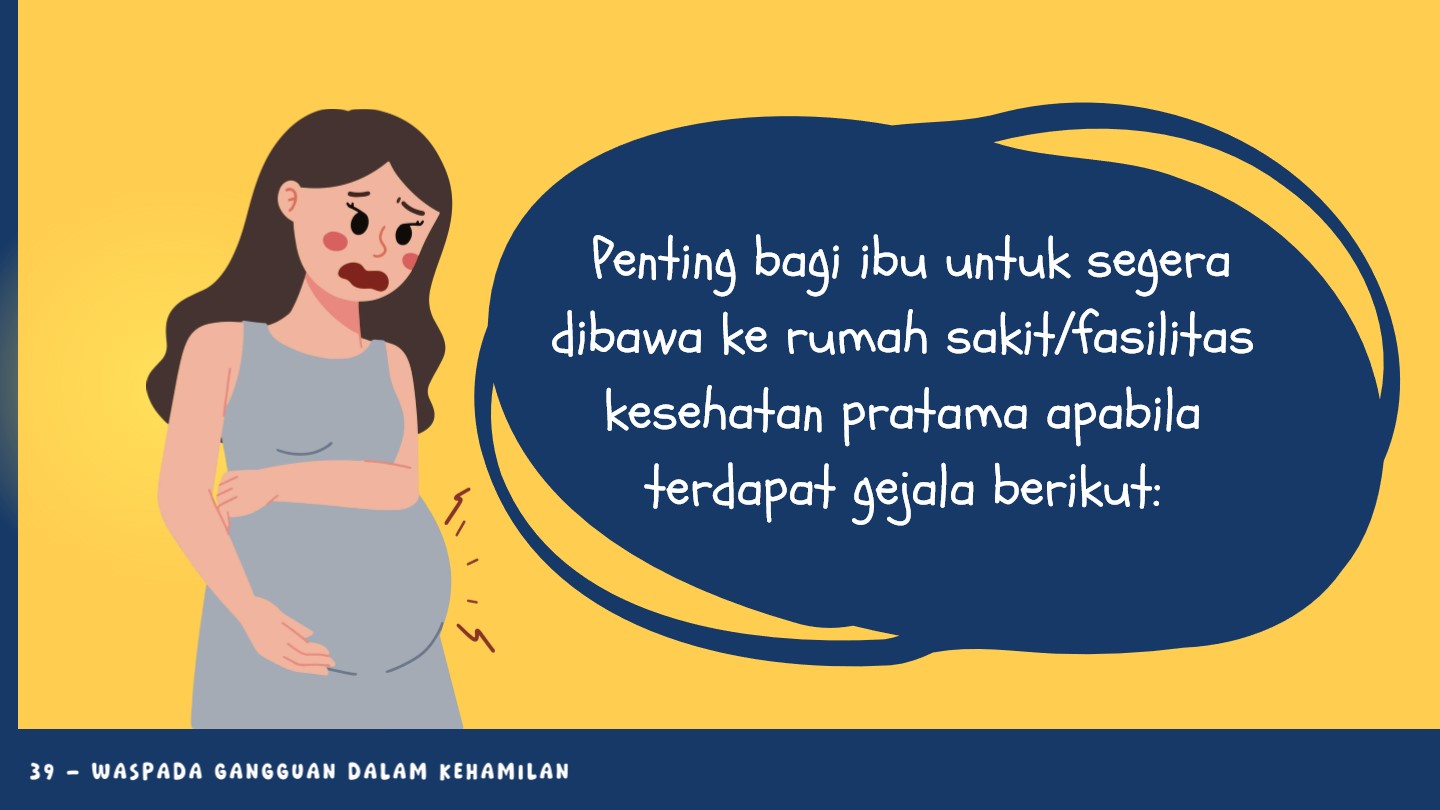 Penting bagi ibu untuk segera
dibawa ke rumah sakit/fasilitas
kesehatan pratama apabila
terdapat gejala berikut:
39 – WASPADA GANGGUAN DALAM KEHAMILAN